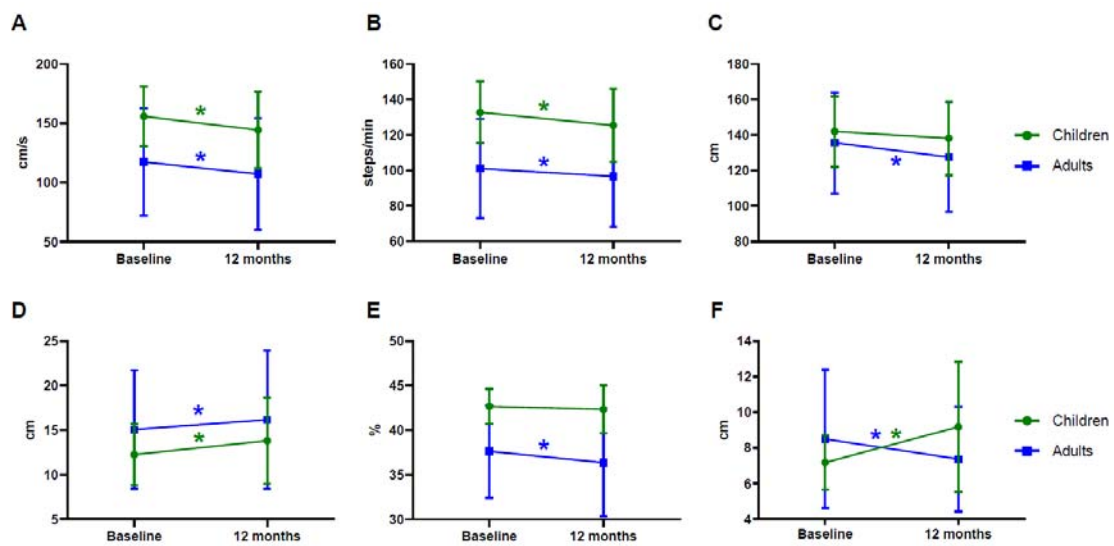 A
B
C
200
150
100
50
cm/s
*
*
Baseline
12 months
160
140
120
100
80
60
steps/min
*
*
Baseline
12 months
180
160
140
120
100
80
cm
*
Baseline
12 months
Children
Adults
D
E
F
25
20
15
10
5
cm
*
*
Baseline
12 months
50
45
40
35
30
%
*
Baseline
12 months
14
12
10
8
6
4
cm
* *
Baseline
12 months
Children
Adults